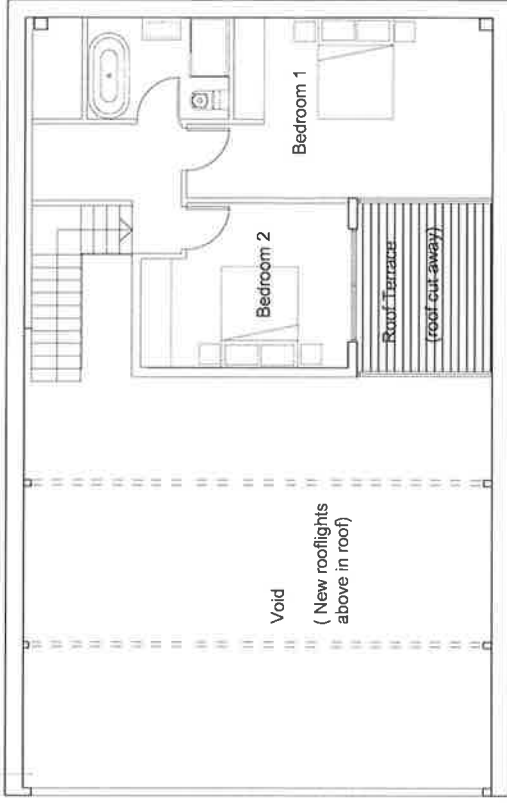 Bedroom 1
Bedroom 2
Roof Terrace
(roof cut away)
Void
( New rooflights
above in roof)